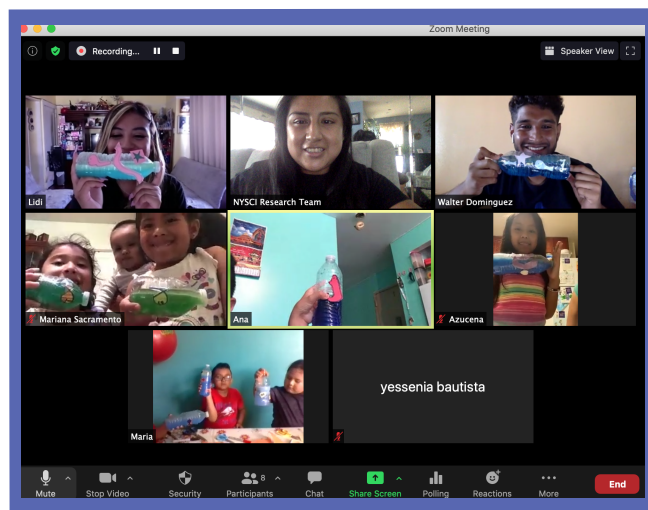 Zoom Meeting
Recording...
Speaker View
Lidi
NYSCI Research Team
Walter Dominguez
Mariana Sacramento
Ana
Azucena
Maria
yessenia bautista
Mute
Stop Video
Security
Participants
8
Chat
Share Screen
Polling
Reactions
More
End